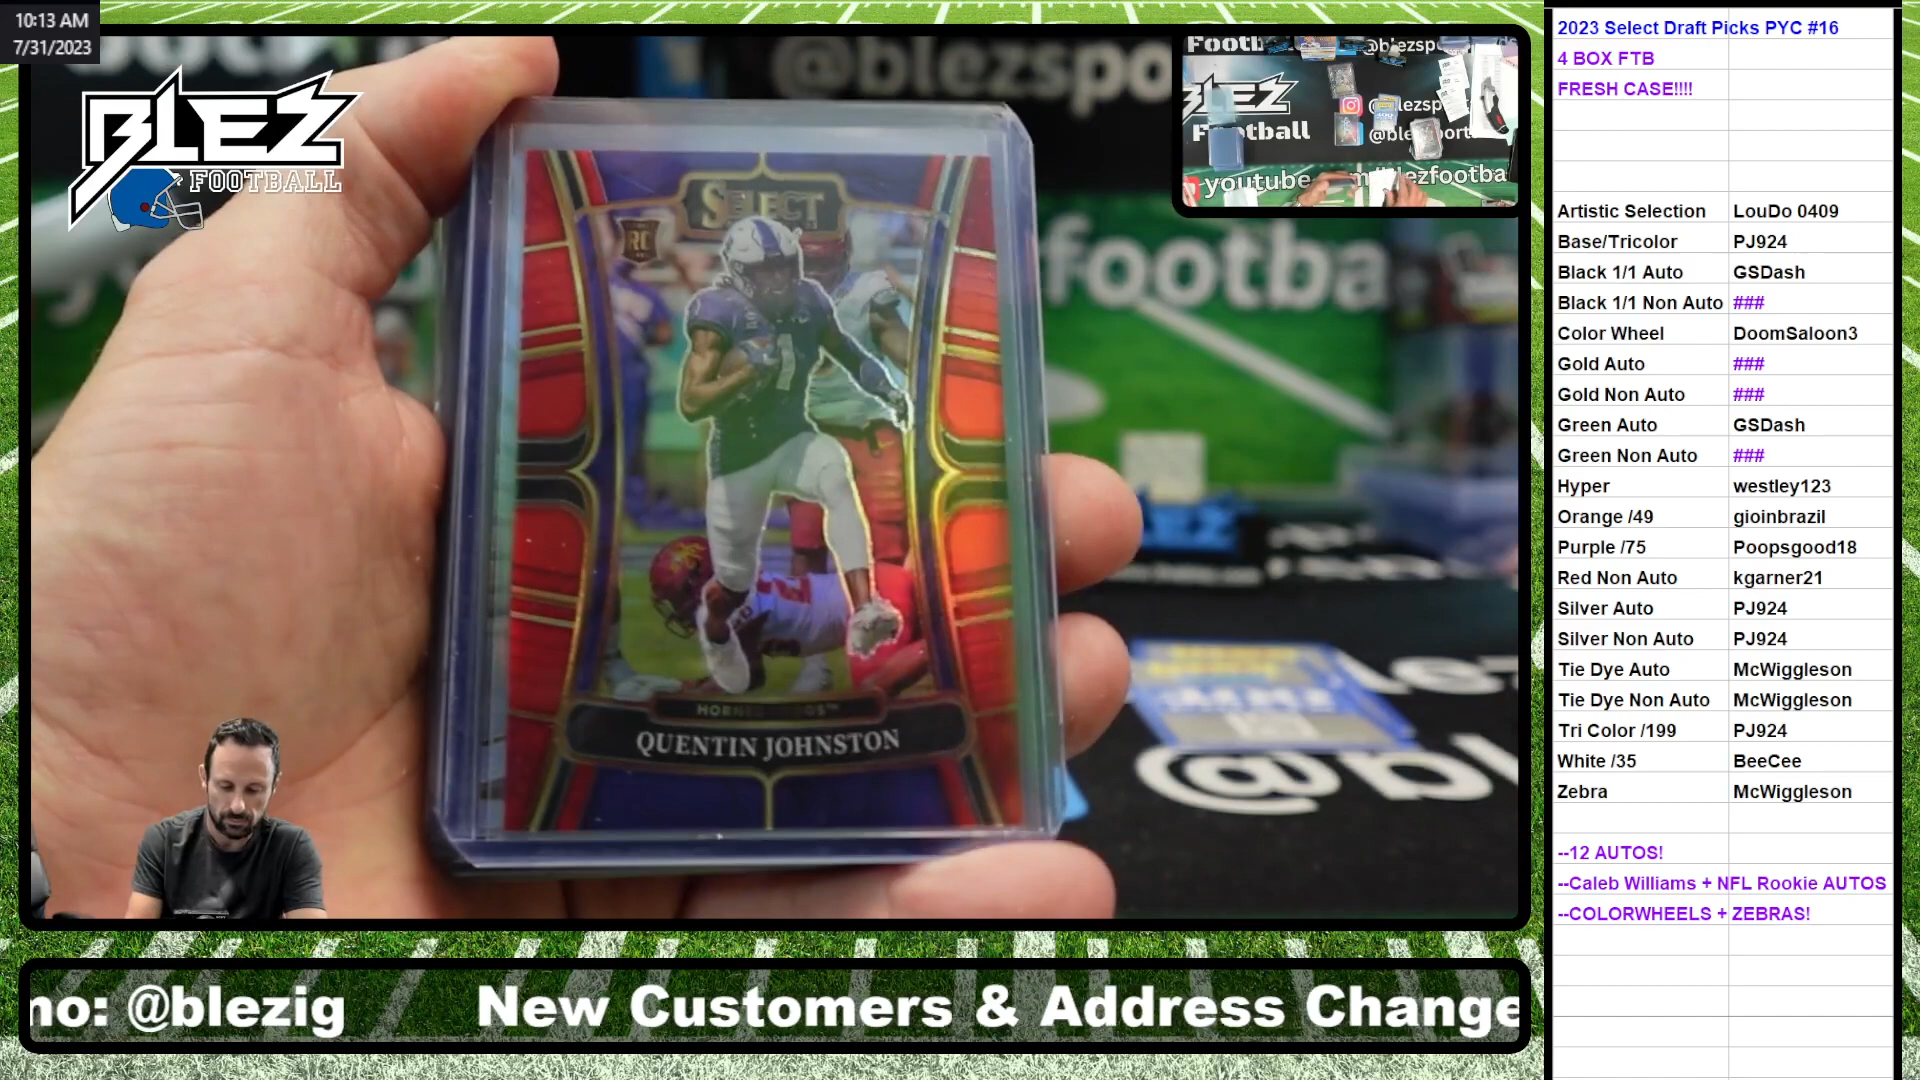 10:13 AM
7/31/2023
BLEZ
FOOTBALL
@blezspo
footba
SELECT
RC
1
QUENTIN JOHNSTON
@bl
Football
@blezsp
youtube
lezfootba
no: @blezig New Customers & Address Change
2023 Select Draft Picks PYC #16
4 BOX FTB
FRESH CASE!!!!
Artistic Selection LouDo 0409
Base/Tricolor PJ924
Black 1/1 Auto GSDash
Black 1/1 Non Auto ###
Color Wheel DoomSaloon3
Gold Auto ###
Gold Non Auto ###
Green Auto GSDash
Green Non Auto ###
Hyper westley123
Orange /49 gioinbrazil
Purple /75 Poopsgood18
Red Non Auto kgarner21
Silver Auto PJ924
Silver Non Auto PJ924
Tie Dye Auto McWiggleson
Tie Dye Non Auto McWiggleson
Tri Color /199 PJ924
White /35 BeeCee
Zebra McWiggleson
--12 AUTOS!
--Caleb Williams + NFL Rookie AUTOS
--COLORWHEELS + ZEBRAS!